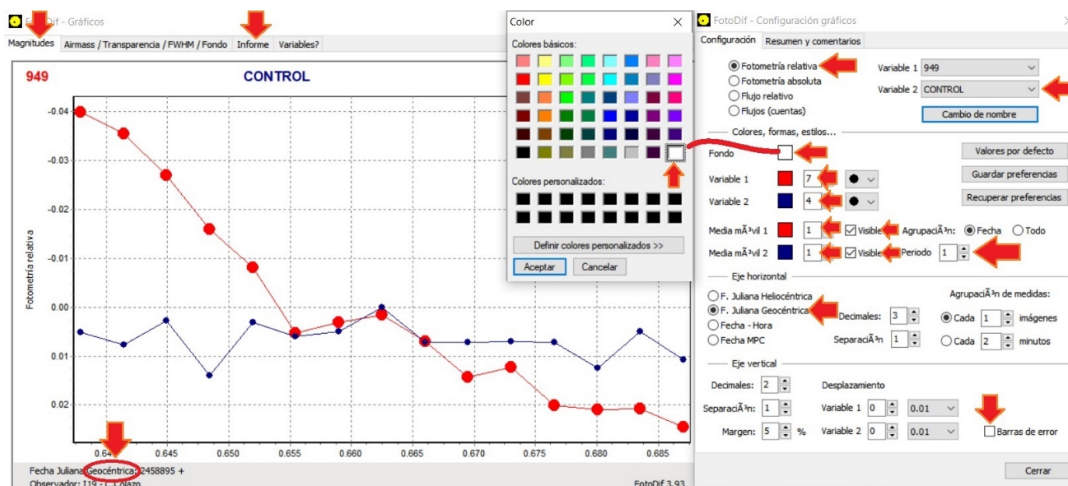 FotoDif - Gráficos
Magnitudes Airmass / Transparencia / FWHM / Fondo Informe Variables?
949 CONTROL
Fotometría relativa
-0.04
-0.03
-0.02
-0.01
0.00
0.01
0.02
0.645 0.650 0.655 0.660 0.665 0.670 0.675 0.680 0.685
Fecha Juliana Geocéntrica: 2458895 +
Observador: I19 - C Colazo FotoDif 3.93
Color
Colores básicos:
Colores personalizados:
Definir colores personalizados >>
Aceptar Cancelar
FotoDif - Configuración gráficos
Configuración Resumen y comentarios
Fotometría relativa Variable 1 949
Fotometría absoluta Variable 2 CONTROL
Flujo relativo
Flujos (cuentas) Cambio de nombre
Colores, formas, estilos...
Fondo Valores por defecto
Variable 1 7 Guardar preferencias
Variable 2 4 Recuperar preferencias
Media mÃ³vil 1 1 Visible AgrupaciÃ³n: Fecha Todo
Media mÃ³vil 2 1 Visible Periodo 1
Eje horizontal
F. Juliana Heliocéntrica AgrupaciÃ³n de medidas:
F. Juliana Geocéntrica Decimales: 3 Cada 1 imágenes
Fecha - Hora SeparaciÃ³n 1 Cada 2 minutos
Fecha MPC
Eje vertical
Decimales: 2 Desplazamiento
SeparaciÃ³n: 1 Variable 1 0 0.01
Margen: 5 % Variable 2 0 0.01 Barras de error
Cerrar